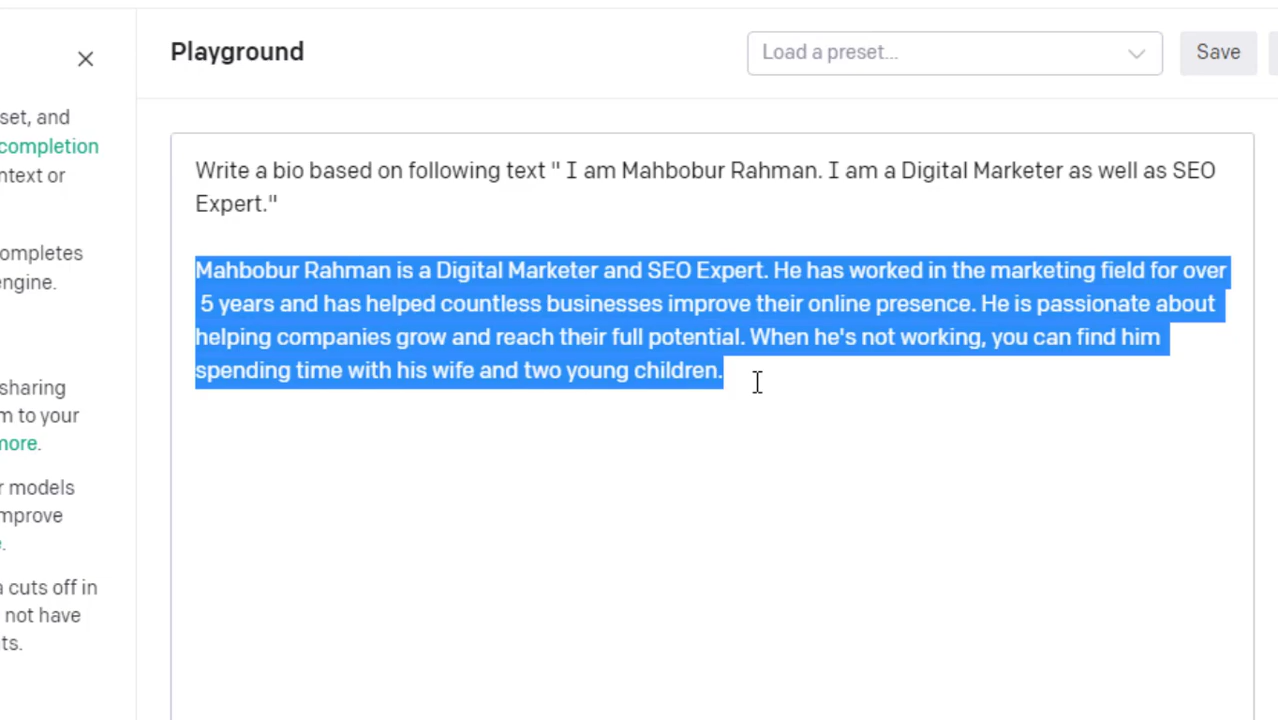 Playground
Load a preset...
Save
set, and
completion
ntext or
ompletes
ngine.
sharing
m to your
more.
r models
mprove
a cuts off in
not have
ts.
Write a bio based on following text " I am Mahbobur Rahman. I am a Digital Marketer as well as SEO
Expert."
Mahbobur Rahman is a Digital Marketer and SEO Expert. He has worked in the marketing field for over
5 years and has helped countless businesses improve their online presence. He is passionate about
helping companies grow and reach their full potential. When he's not working, you can find him
spending time with his wife and two young children.